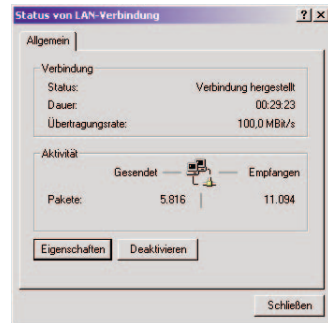 Status von LAN-Verbindung
Allgemein
Verbindung
Status: Verbindung hergestellt
Dauer: 00:29:23
Übertragungsrate: 100,0 MBit/s
Aktivität
Gesendet Empfangen
Pakete: 5.816 11.094
Eigenschaften Deaktivieren
Schließen